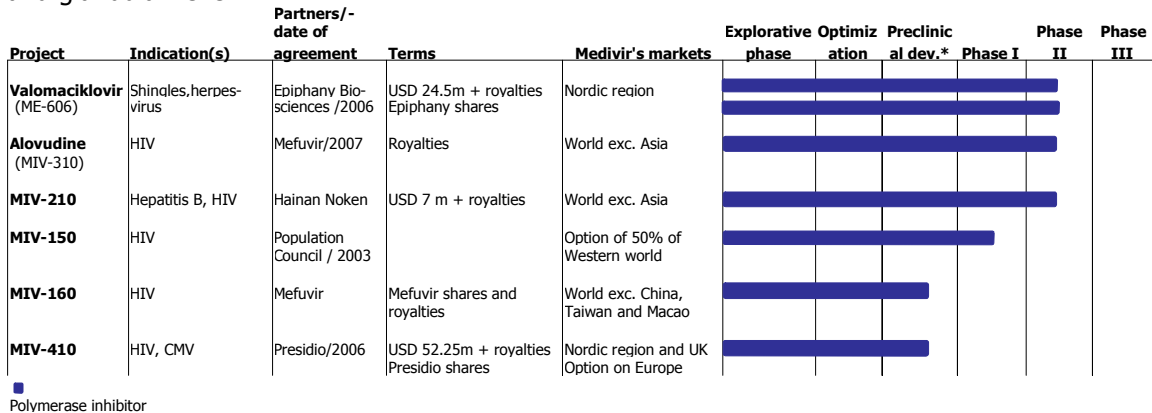 Partners/-
date of
agreement
Explorative Optimiz Preclinic Phase Phase
Project Indication(s) Terms Medivir's markets phase ation al dev.* Phase I II III
Valomaciklovir Shingles,herpes- Epiphany Bio- USD 24.5m + royalties Nordic region
(ME-606) virus sciences /2006 Epiphany shares
Alovudine HIV Mefuvir/2007 Royalties World exc. Asia
(MIV-310)
MIV-210 Hepatitis B, HIV Hainan Noken USD 7 m + royalties World exc. Asia
MIV-150 HIV Population Option of 50% of
Council / 2003 Western world
MIV-160 HIV Mefuvir Mefuvir shares and World exc. China,
royalties Taiwan and Macao
MIV-410 HIV, CMV Presidio/2006 USD 52.25m + royalties Nordic region and UK
Presidio shares Option on Europe
Polymerase inhibitor